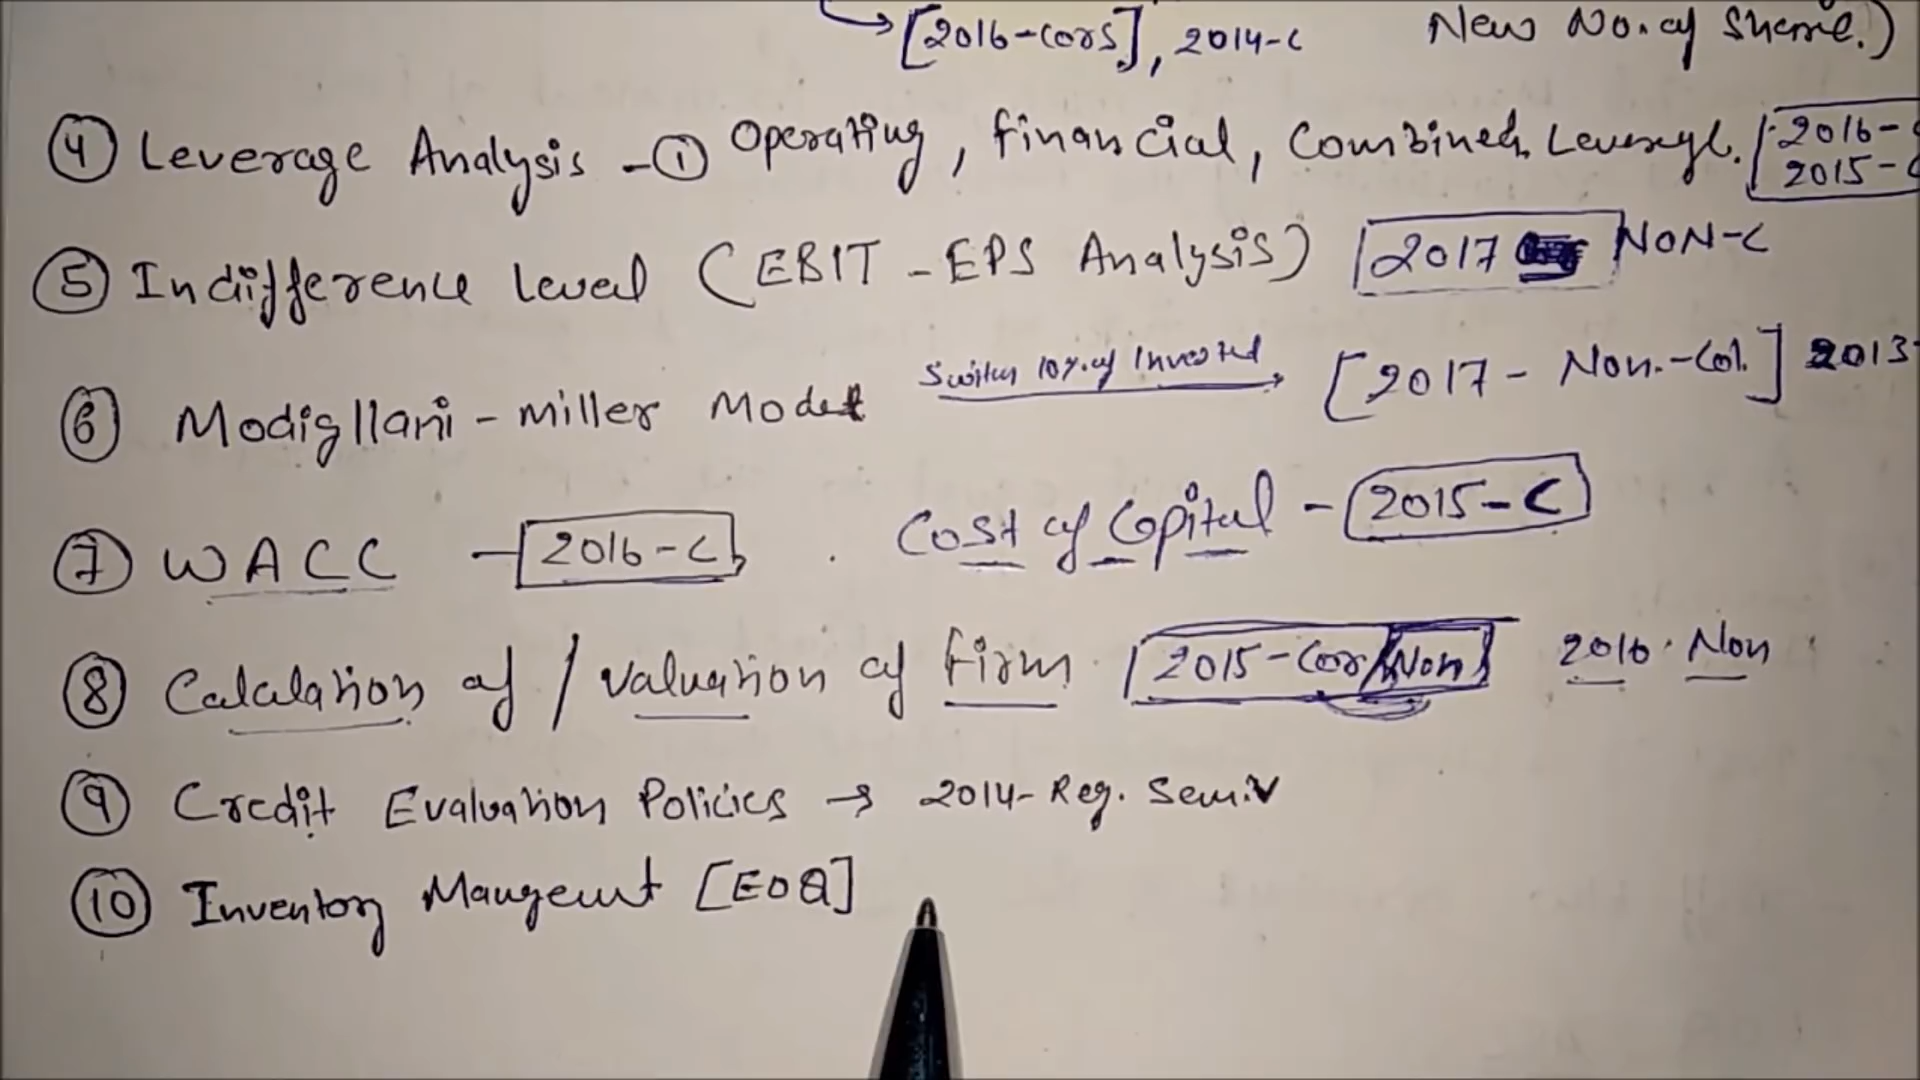 [2016-Cors], 2014-C New No. of Share.)
④ Leverage Analysis - ① Operating, financial, Combined Leverage. 2016- 2015-
⑤ Indifference Level (EBIT - EPS Analysis) 2017 NON-C
⑥ Modigllani - Miller Model 10% of Invested [2017 - Non.-Col.] 2013
⑦ WACC - 2016-C Cost of Capital - 2015-C
⑧ Calculation of / Valuation of firm 2015-Cor/Non 2016 Non
⑨ Credit Evaluation Policies → 2014- Reg. Sem. V
⑩ Inventory Mangement [EOQ]